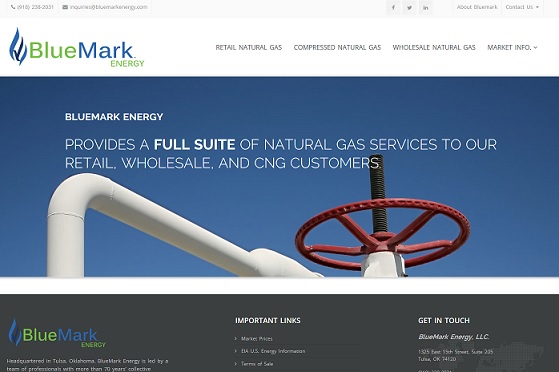 (918) 238-2031
inquiries@bluemarkenergy.com
About Bluemark
Contact Us
BlueMark
ENERGY
RETAIL NATURAL GAS
COMPRESSED NATURAL GAS
WHOLESALE NATURAL GAS
MARKET INFO.
BLUEMARK ENERGY
PROVIDES A FULL SUITE OF NATURAL GAS SERVICES TO OUR
RETAIL, WHOLESALE, AND CNG CUSTOMERS.
BlueMark
ENERGY
Headquartered in Tulsa, Oklahoma, BlueMark Energy is led by a
team of professionals with more than 70 years' collective
IMPORTANT LINKS
Market Prices
EIA U.S. Energy Information
Terms of Sale
GET IN TOUCH
BlueMark Energy, LLC.
1325 East 15th Street, Suite 205
Tulsa, OK 74120